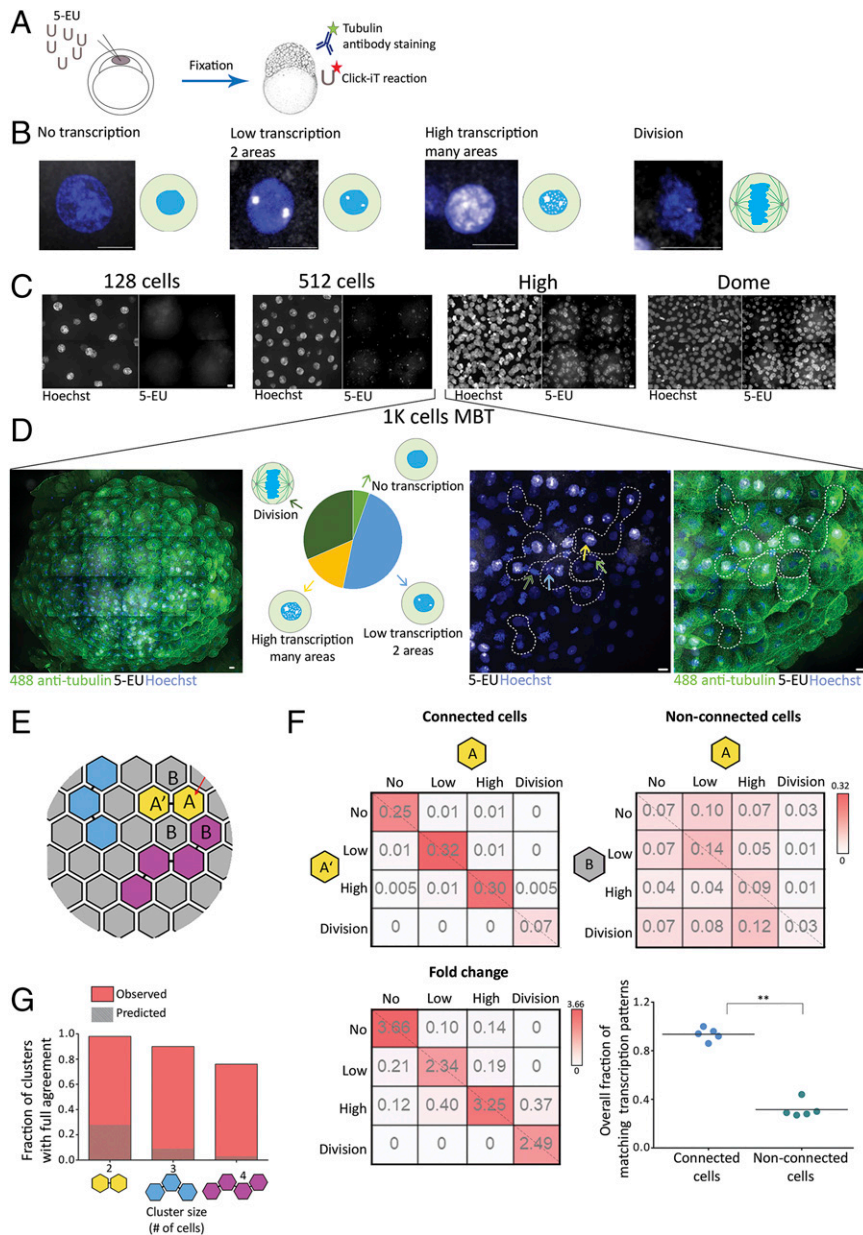 A
5-EU
Fixation
Tubulin
antibody staining
Click-iT reaction
B
No transcription
Low transcription
2 areas
High transcription
many areas
Division
C
128 cells
512 cells
High
Dome
Hoechst
5-EU
Hoechst
5-EU
Hoechst
5-EU
Hoechst
5-EU
1K cells MBT
D
No transcription
Division
High transcription
many areas
Low transcription
2 areas
488 anti-tubulin 5-EU Hoechst
5-EU Hoechst
488 anti-tubulin 5-EU Hoechst
E
B
A'
A
B
B
F
Connected cells
A
No Low High Division
No 0.25 0.01 0.01 0
Low 0.01 0.32 0.01 0
High 0.005 0.01 0.30 0.005
Division 0 0 0 0.07
A'
Non-connected cells
A
No Low High Division
No 0.07 0.10 0.07 0.03
Low 0.07 0.14 0.05 0.01
High 0.04 0.04 0.09 0.01
Division 0.07 0.08 0.12 0.03
B
0.32
0
Fold change
No Low High Division
No 3.66 0.10 0.14 0
Low 0.21 2.34 0.19 0
High 0.12 0.40 3.25 0.37
Division 0 0 0 2.49
3.66
0
**
Overall fraction of
matching transcription patterns
1.2
0.8
0.4
0.0
Connected
cells
Non-connected
cells
G
Observed
Predicted
Fraction of clusters
with full agreement
1.0
0.8
0.6
0.4
0.2
0.0
2
3
4
Cluster size
(# of cells)